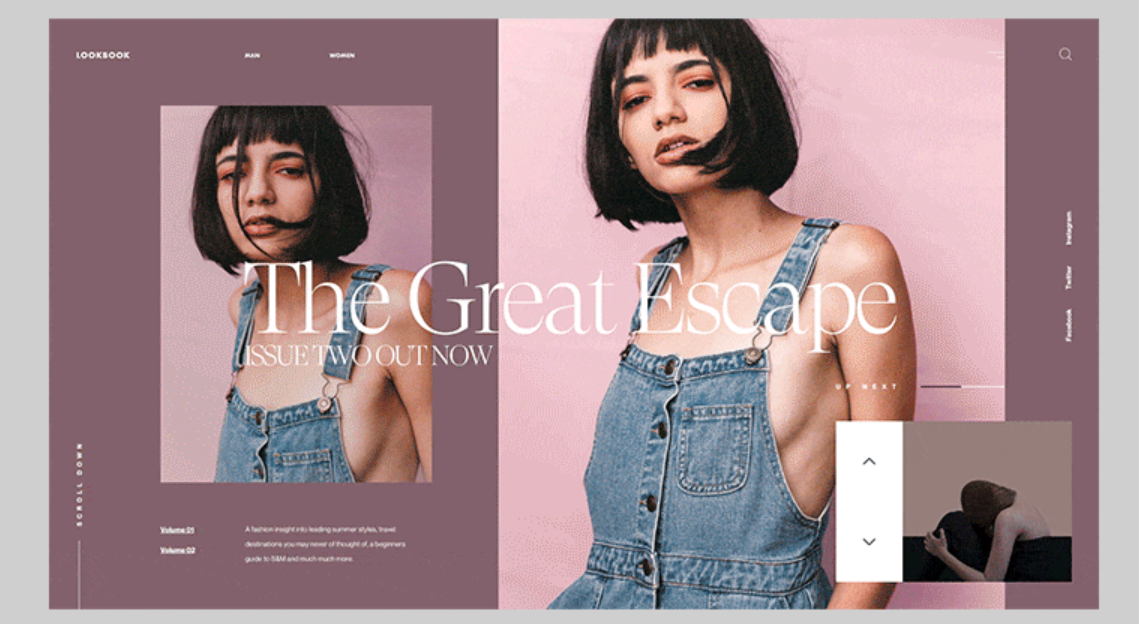 LOOKBOOK
MAN
WOMEN
The Great Escape
ISSUE TWO OUT NOW
UP NEXT
Instagram
Twitter
Facebook
SCROLL DOWN
Volume 01
Volume 02
A fashion insight into leading summer styles, travel
destinations you may never of thought of, a beginners
guide to S&M and much much more.